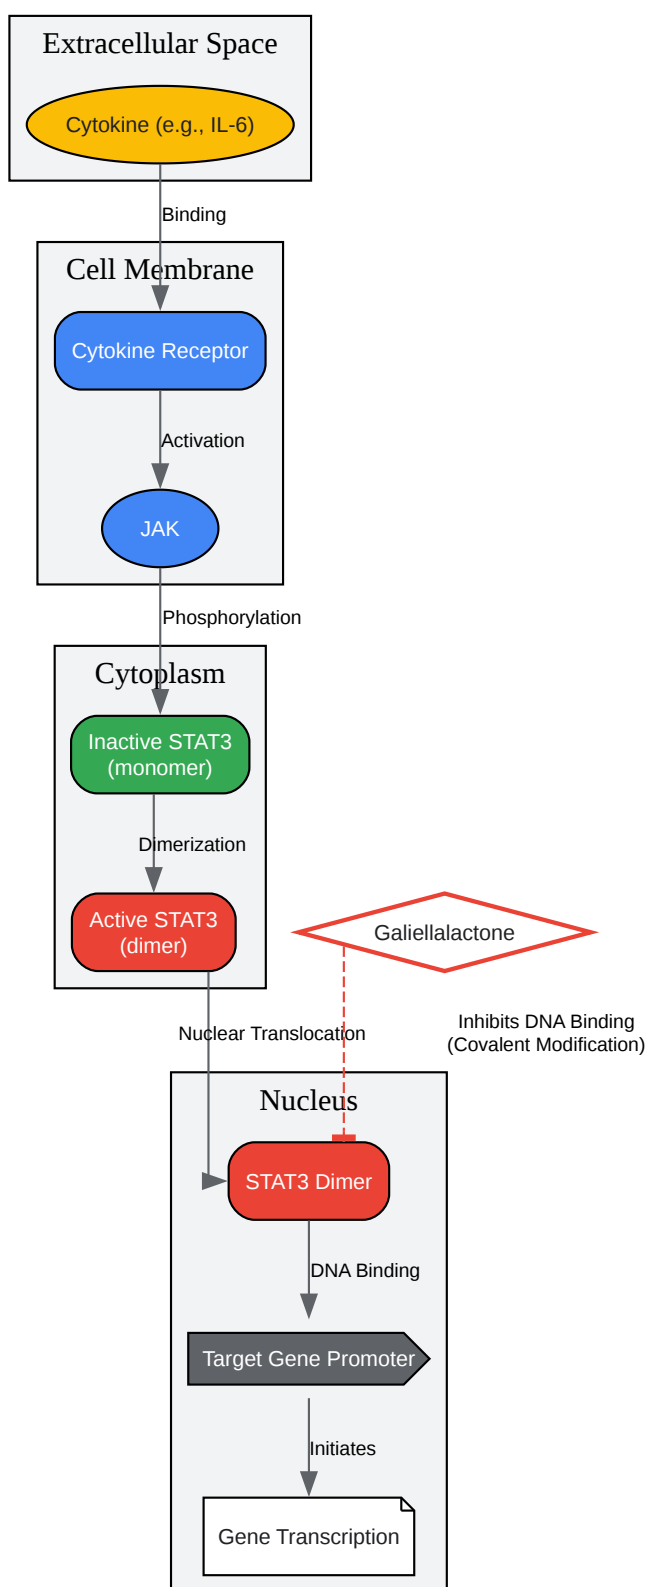 Extracellular Space
Cytokine (e.g., IL-6)
Binding
Cell Membrane
Cytokine Receptor
Activation
JAK
Phosphorylation
Cytoplasm
Inactive STAT3
(monomer)
Dimerization
Active STAT3
(dimer)
Galiellalactone
Nuclear Translocation
Inhibits DNA Binding
(Covalent Modification)
Nucleus
STAT3 Dimer
DNA Binding
Target Gene Promoter
Initiates
Gene Transcription